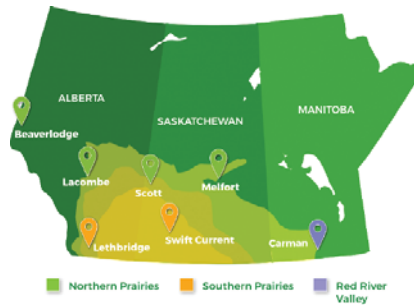 ALBERTA
SASKATCHEWAN
MANITOBA
Beaverlodge
Lacombe
Scott
Melfort
Lethbridge
Swift Current
Carman
Northern Prairies
Southern Prairies
Red River
Valley